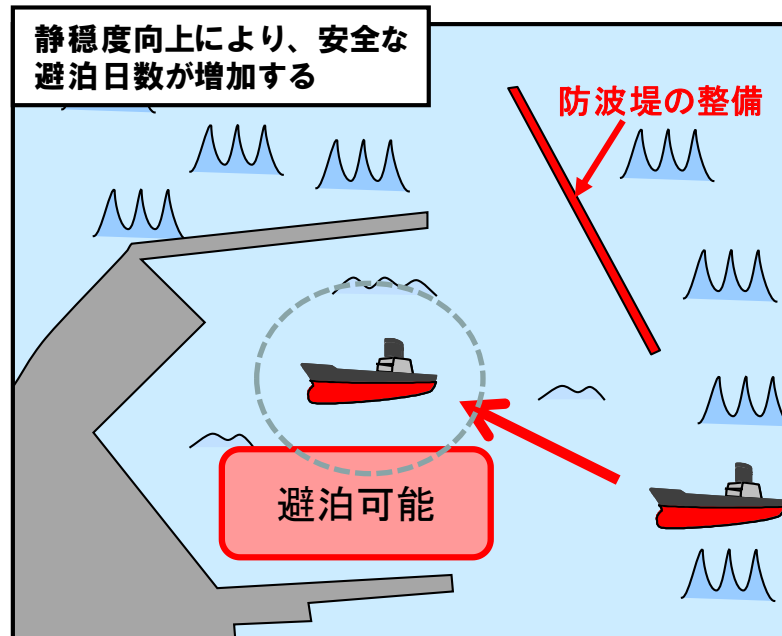 静穏度向上により、安全な
避泊日数が増加する
防波堤の整備
避泊可能